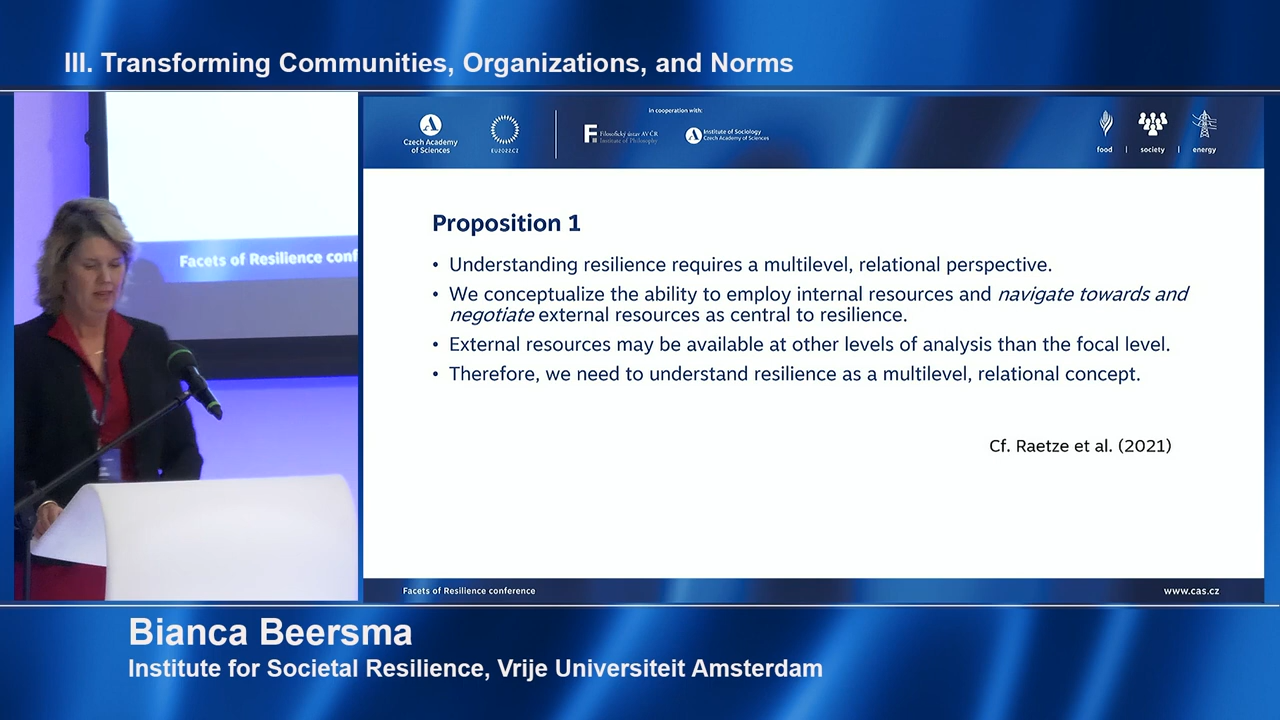 III. Transforming Communities, Organizations, and Norms
Facets of Resilience conf
In cooperation with:
Czech Academy
of Sciences
EU2022.CZ
Filosofický ústav AV ČR
Institute of Philosophy
Institute of Sociology
Czech Academy of Sciences
food | society | energy
Proposition 1
• Understanding resilience requires a multilevel, relational perspective.
• We conceptualize the ability to employ internal resources and navigate towards and
negotiate external resources as central to resilience.
• External resources may be available at other levels of analysis than the focal level.
• Therefore, we need to understand resilience as a multilevel, relational concept.
Cf. Raetze et al. (2021)
Facets of Resilience conference
www.cas.cz
Bianca Beersma
Institute for Societal Resilience, Vrije Universiteit Amsterdam